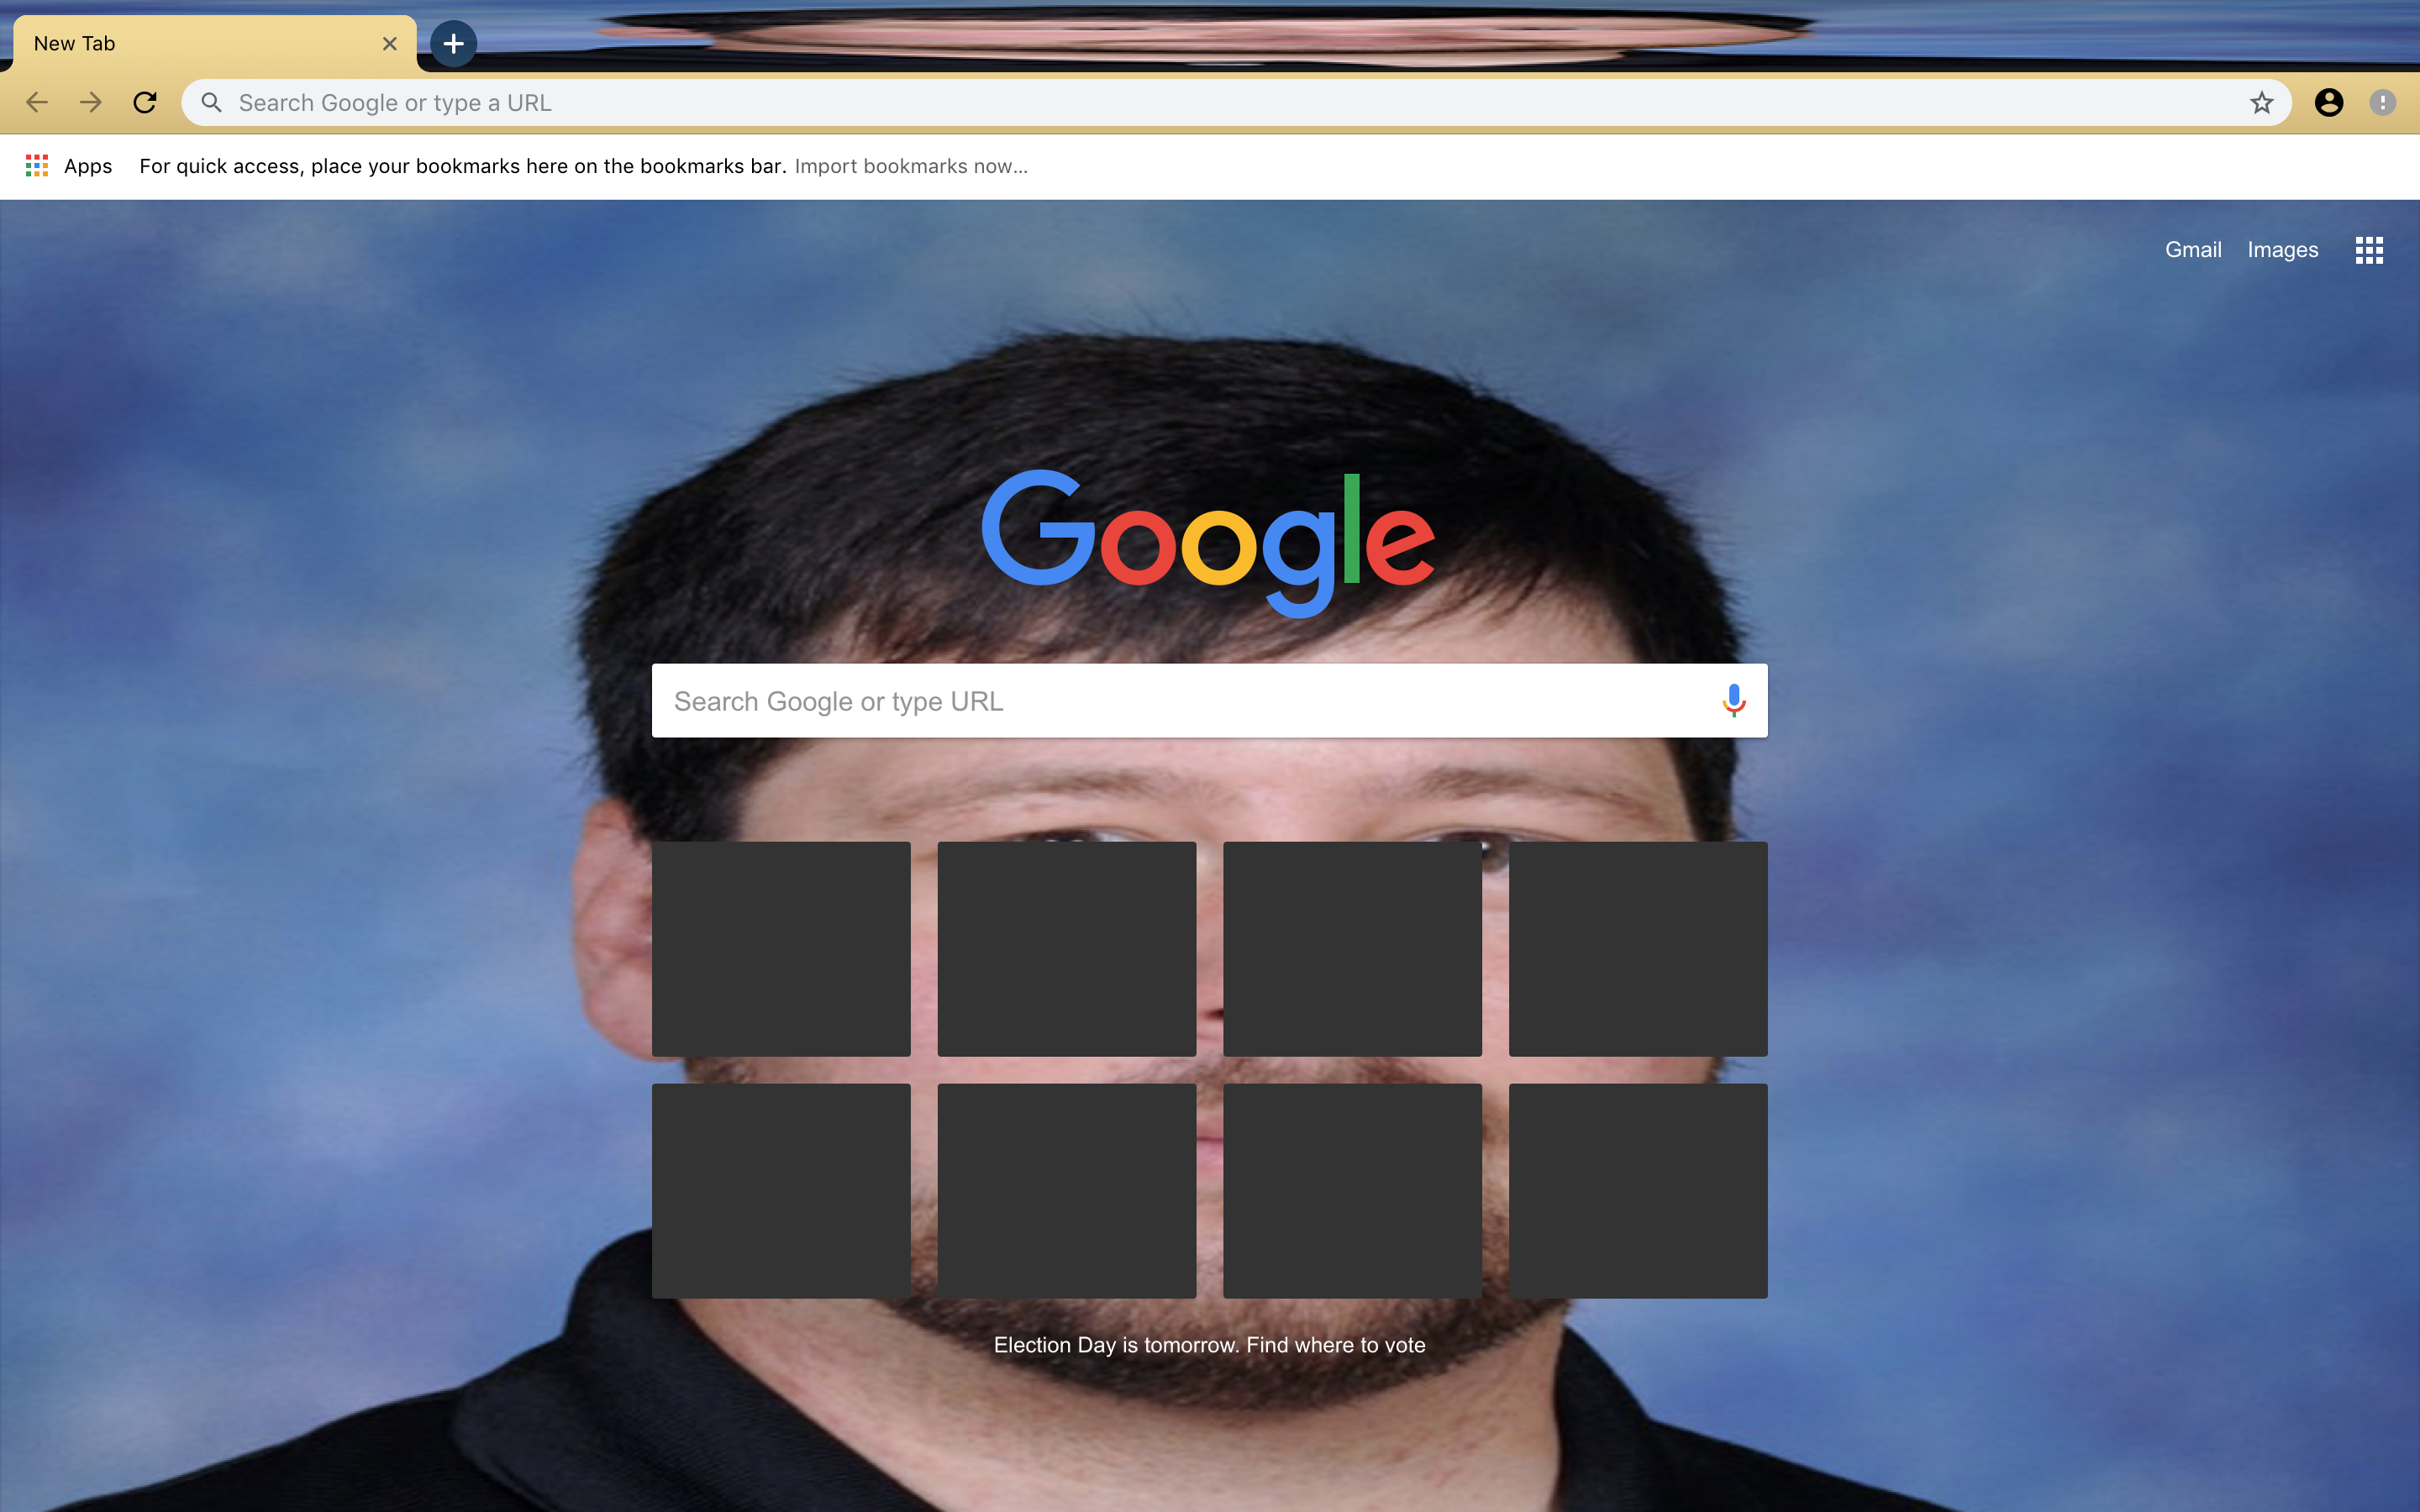 New Tab
Search Google or type a URL
Apps For quick access, place your bookmarks here on the bookmarks bar. Import bookmarks now...
Gmail Images
Google
Search Google or type URL
Election Day is tomorrow. Find where to vote